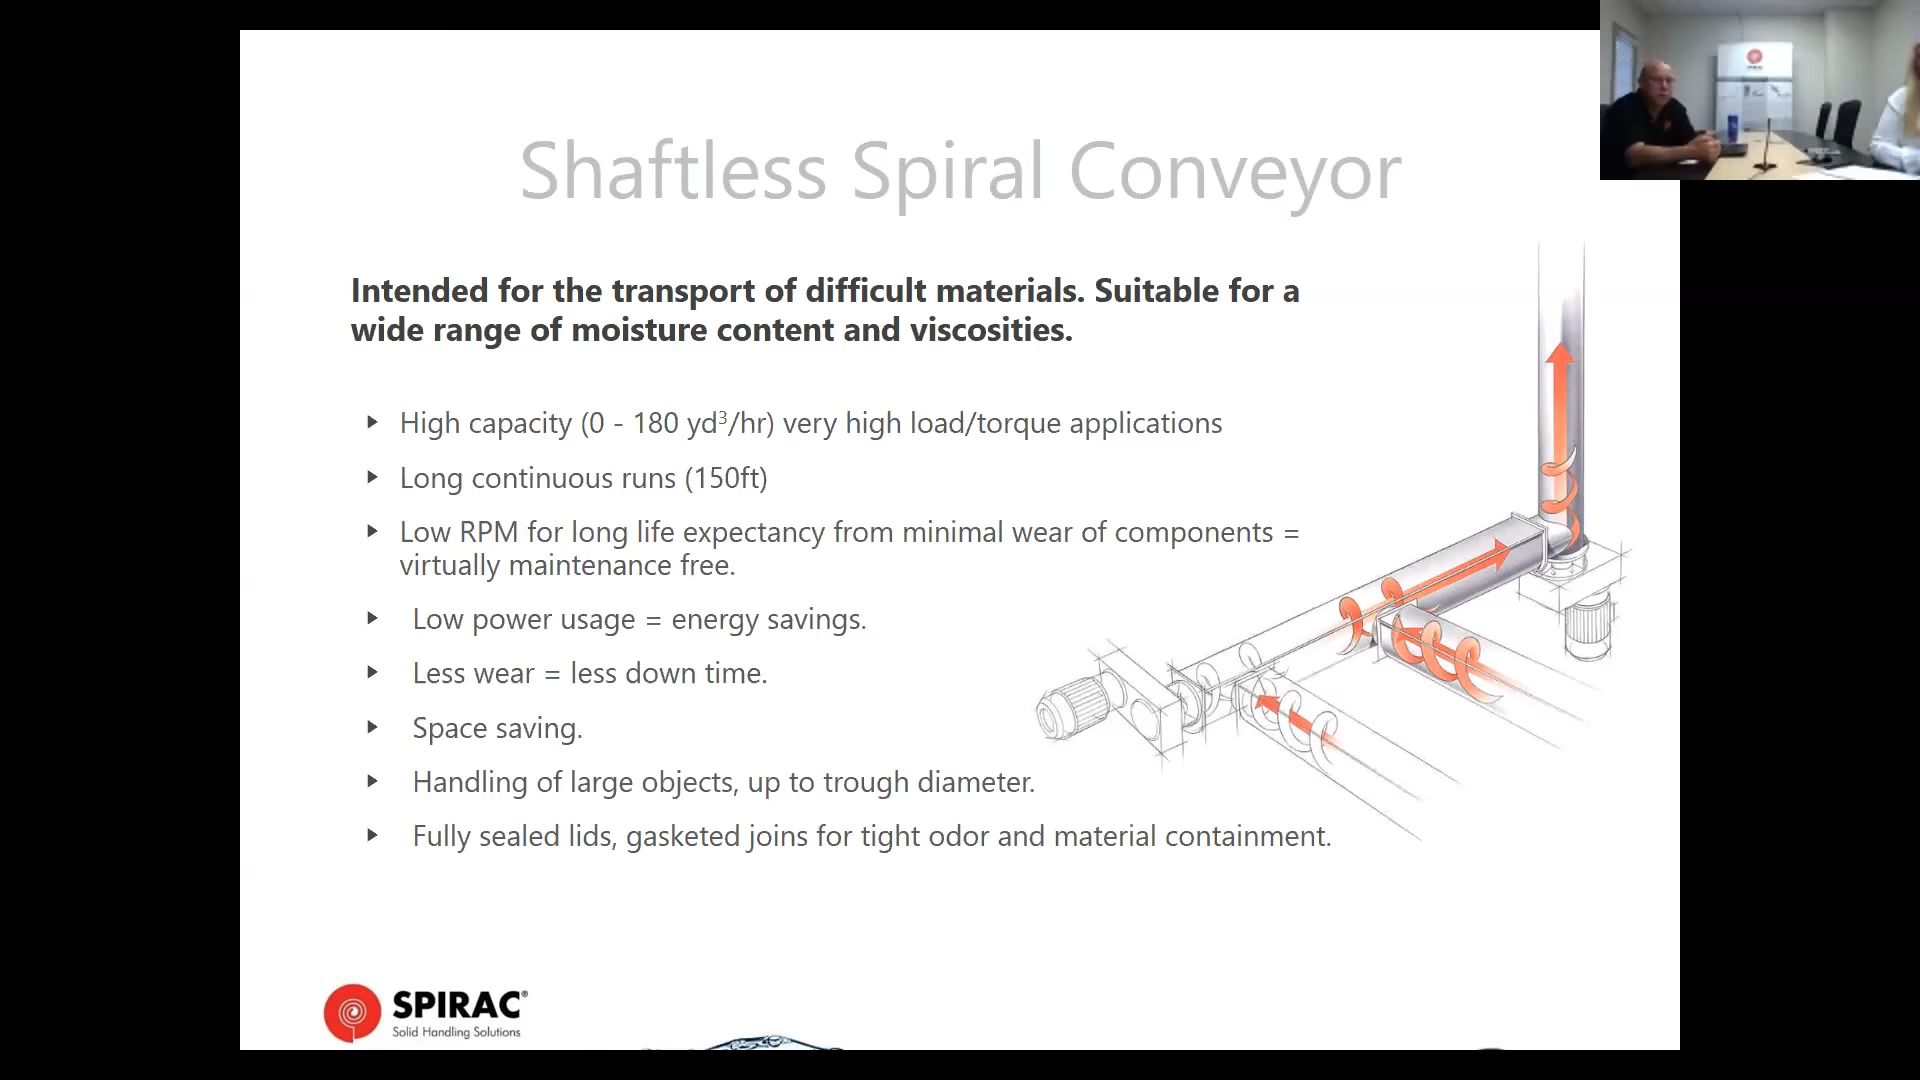 Shaftless Spiral Conveyor
Intended for the transport of difficult materials. Suitable for a
wide range of moisture content and viscosities.
High capacity (0 - 180 yd³/hr) very high load/torque applications
Long continuous runs (150ft)
Low RPM for long life expectancy from minimal wear of components =
virtually maintenance free.
Low power usage = energy savings.
Less wear = less down time.
Space saving.
Handling of large objects, up to trough diameter.
Fully sealed lids, gasketed joins for tight odor and material containment.
SPIRAC®
Solid Handling Solutions